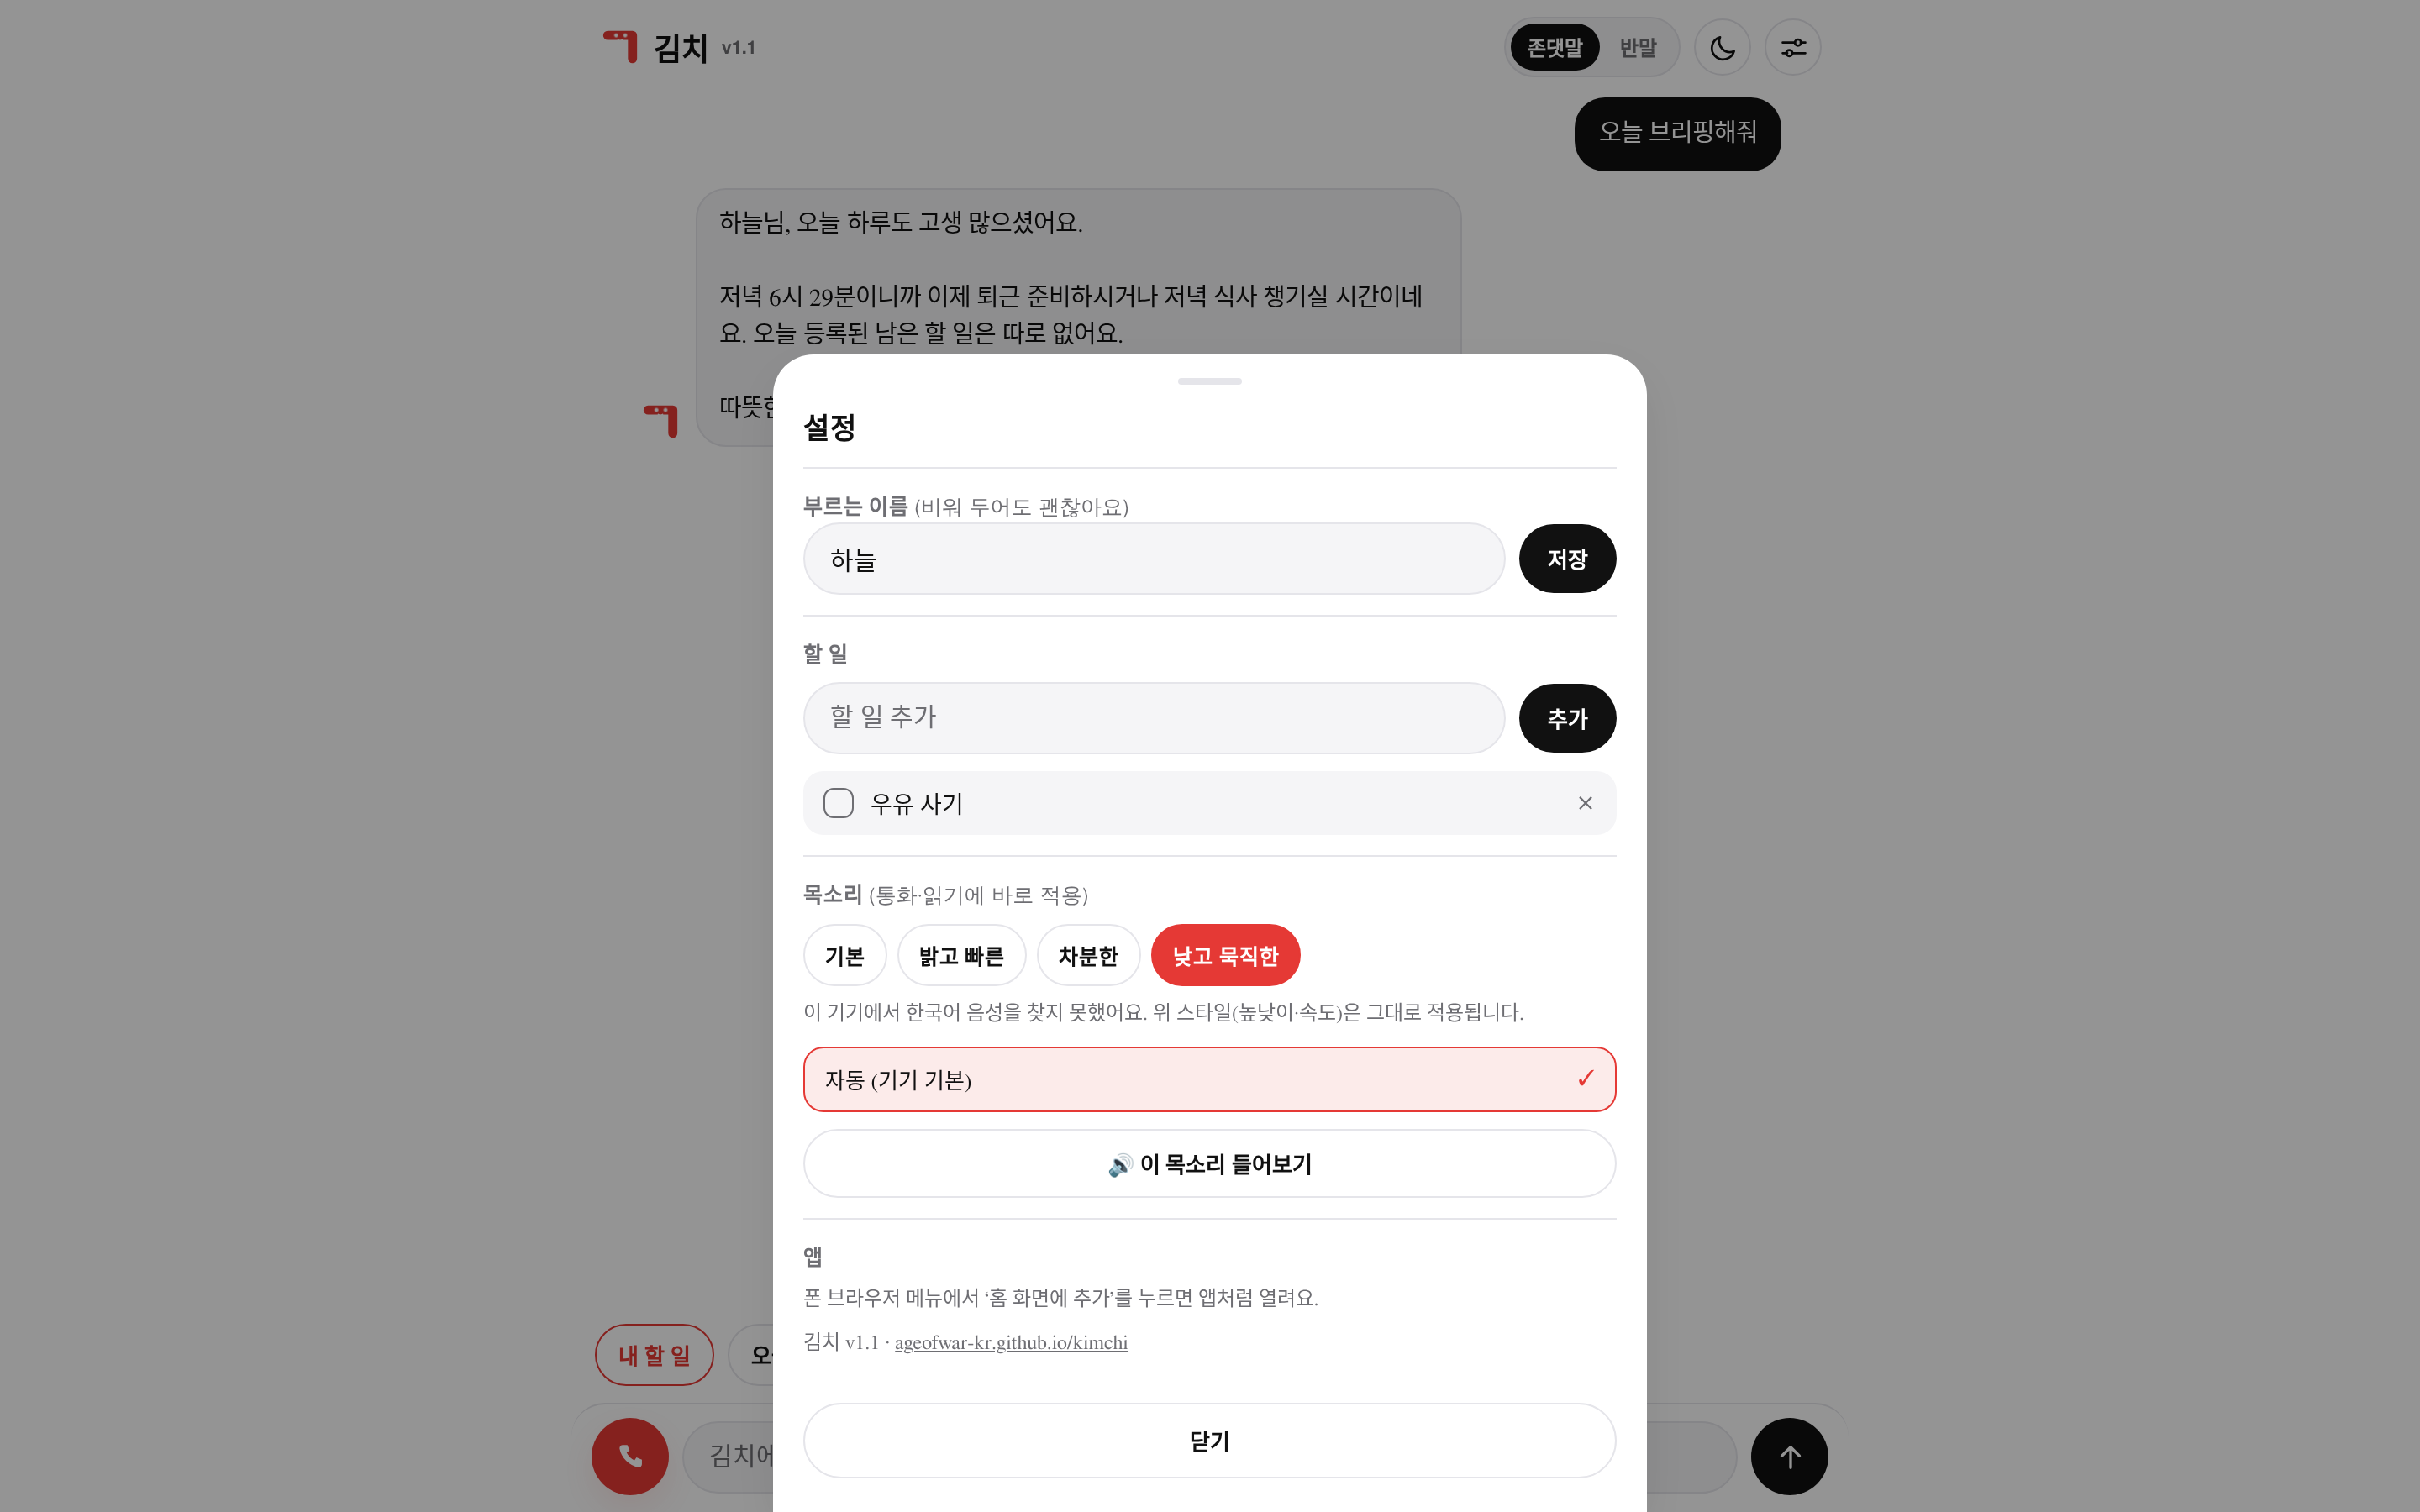 김치 v1.1
존댓말 반말
오늘 브리핑해줘
하늘님, 오늘 하루도 고생 많으셨어요.
저녁 6시 29분이니까 이제 퇴근 준비하시거나 저녁 식사 챙기실 시간이네
요. 오늘 등록된 남은 할 일은 따로 없어요.
설정
부르는 이름 (비워 두어도 괜찮아요)
하늘
저장
할 일
할 일 추가
추가
우유 사기
목소리 (통화·읽기에 바로 적용)
기본 밝고 빠른 차분한 낮고 묵직한
이 기기에서 한국어 음성을 찾지 못했어요. 위 스타일(높낮이·속도)은 그대로 적용됩니다.
자동 (기기 기본)
이 목소리 들어보기
앱
폰 브라우저 메뉴에서 ‘홈 화면에 추가’를 누르면 앱처럼 열려요.
김치 v1.1 · ageofwar-kr.github.io/kimchi
닫기
내 할 일